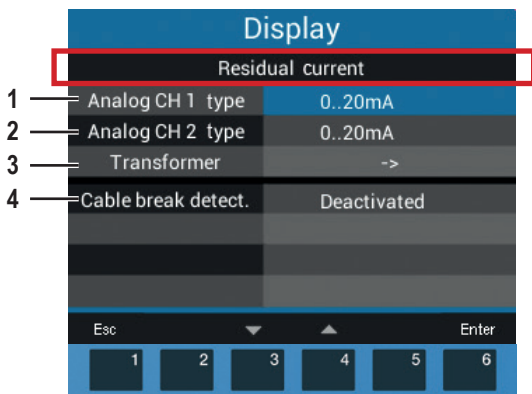 Display
Residual current
1 Analog CH 1 type 0..20mA
2 Analog CH 2 type 0..20mA
3 Transformer ->
4 Cable break detect. Deactivated
Esc Enter
1 2 3 4 5 6